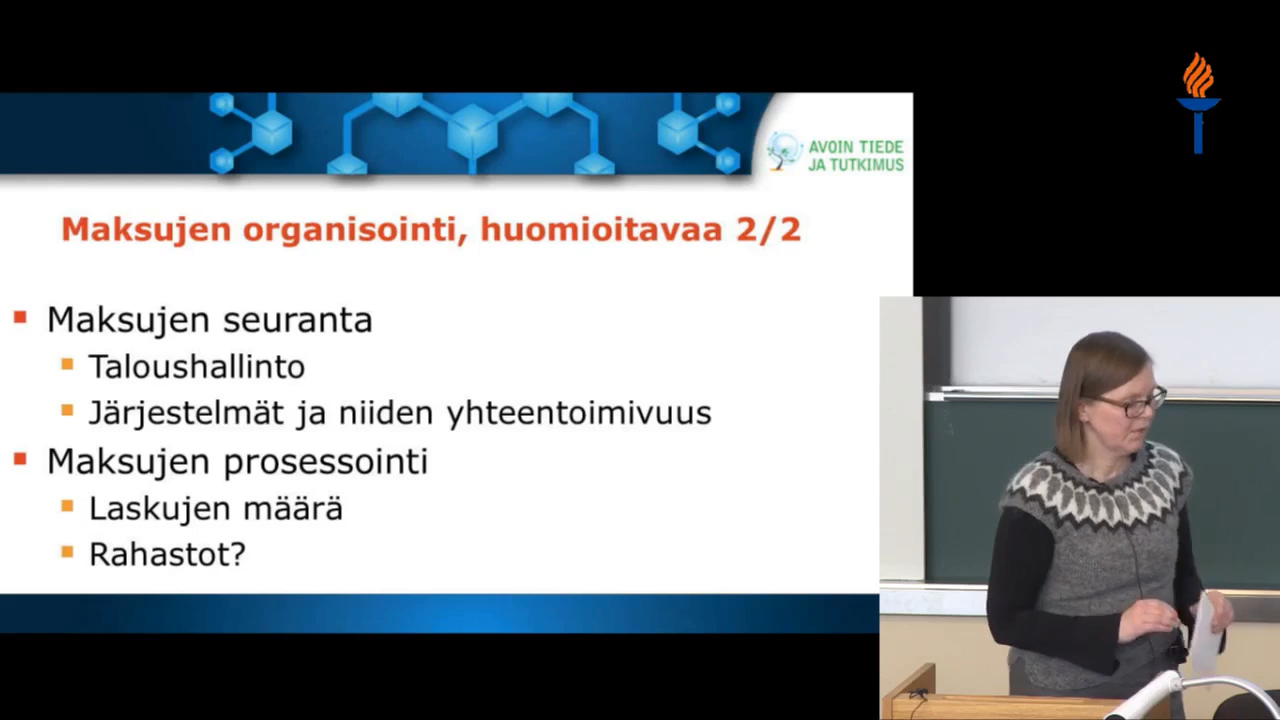 AVOIN TIEDE
JA TUTKIMUS
Maksujen organisointi, huomioitavaa 2/2
Maksujen seuranta
Taloushallinto
Järjestelmät ja niiden yhteentoimivuus
Maksujen prosessointi
Laskujen määrä
Rahastot?